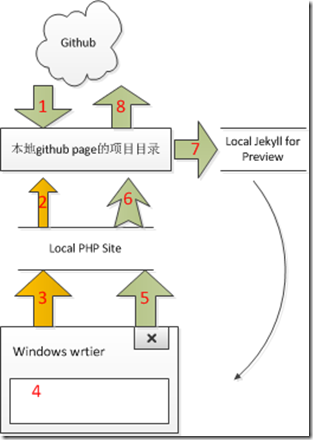 Github
1
8
本地github page的项目目录
7
Local Jekyll for
Preview
2
6
Local PHP Site
3
5
Windows wrtier
4